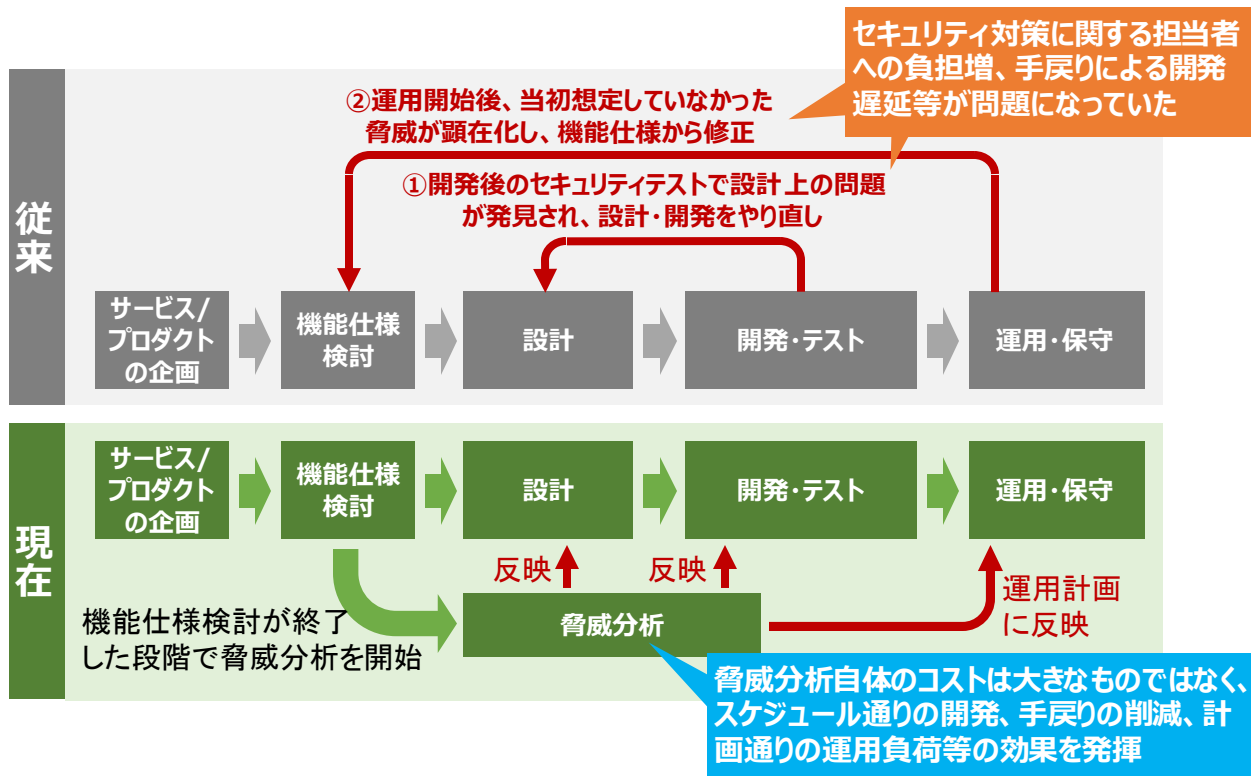 セキュリティ対策に関する担当者
への負担増、手戻りによる開発
遅延等が問題になっていた
②運用開始後、当初想定していなかった
脅威が顕在化し、機能仕様から修正
①開発後のセキュリティテストで設計上の問題
が発見され、設計・開発をやり直し
従来
サービス/
プロダクト
の企画
機能仕様
検討
設計
開発・テスト
運用・保守
現在
サービス/
プロダクト
の企画
機能仕様
検討
設計
開発・テスト
運用・保守
反映
反映
運用計画
に反映
機能仕様検討が終了
した段階で脅威分析を開始
脅威分析
脅威分析自体のコストは大きなものではなく、
スケジュール通りの開発、手戻りの削減、計
画通りの運用負荷等の効果を発揮